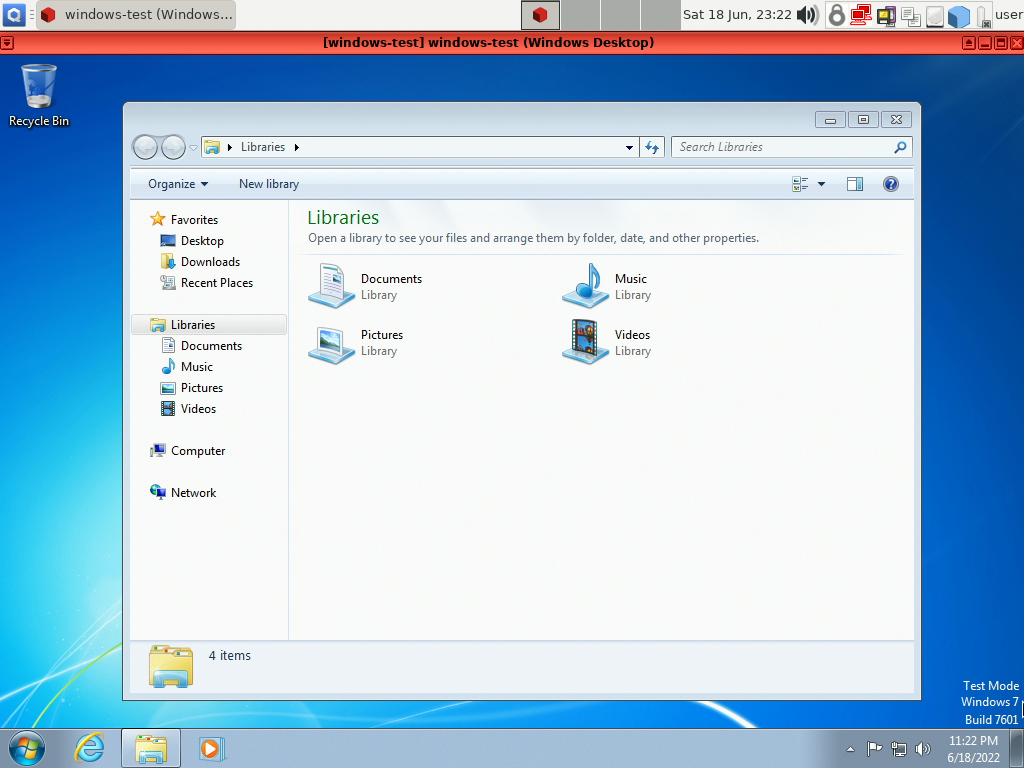 windows-test (Windows...
Sat 18 Jun, 23:22
user
[windows-test] windows-test (Windows Desktop)
Recycle Bin
Libraries
Search Libraries
Organize
New library
Favorites
Desktop
Downloads
Recent Places
Libraries
Documents
Music
Pictures
Videos
Computer
Network
Libraries
Open a library to see your files and arrange them by folder, date, and other properties.
Documents
Library
Music
Library
Pictures
Library
Videos
Library
4 items
Test Mode
Windows 7
Build 7601
11:22 PM
6/18/2022